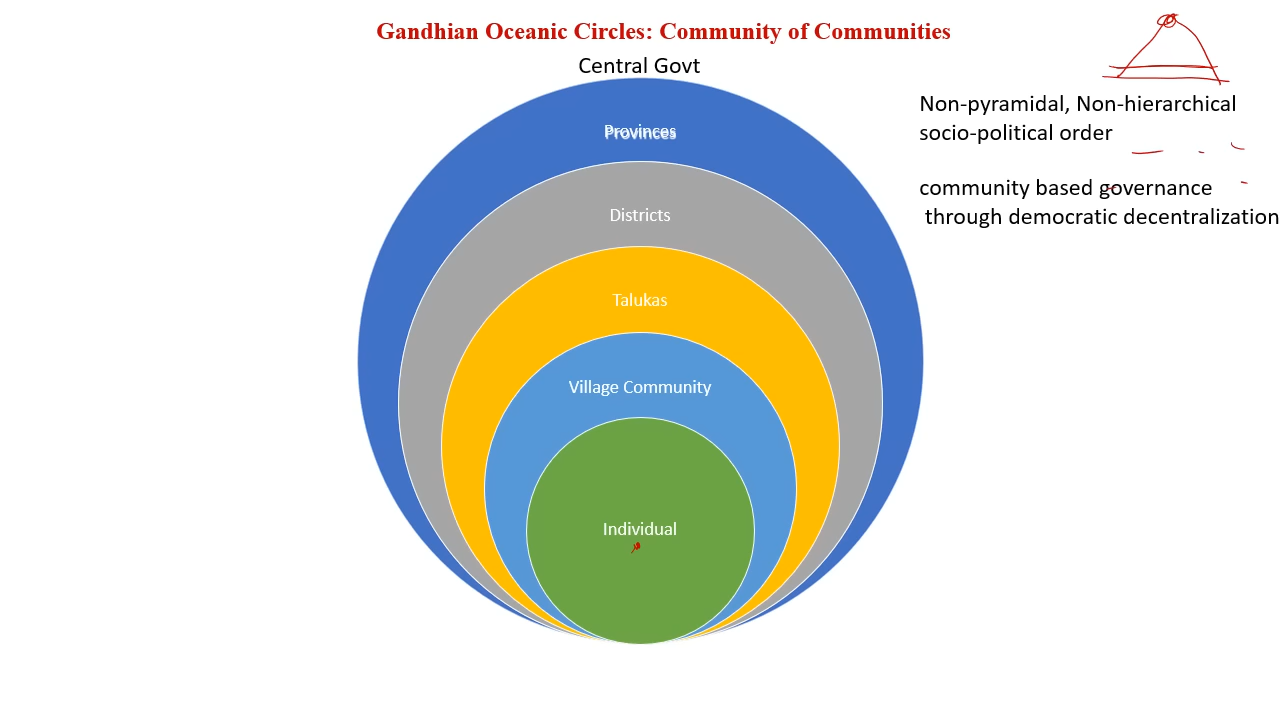 Gandhian Oceanic Circles: Community of Communities
Central Govt
Provinces
Provinces
Districts
Talukas
Village Community
Individual
Non-pyramidal, Non-hierarchical
socio-political order
community based governance
through democratic decentralization